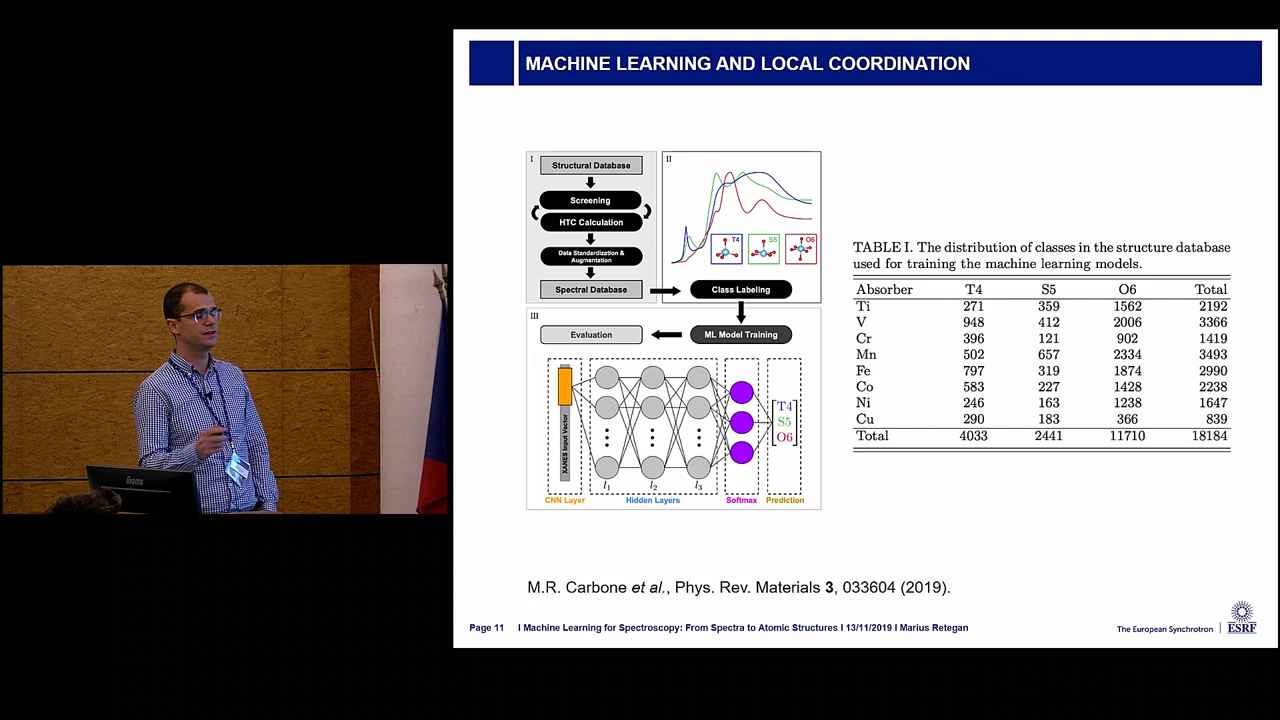 MACHINE LEARNING AND LOCAL COORDINATION
I
Structural Database
Screening
HTC Calculation
Data Standardization &
Augmentation
Spectral Database
II
T4
S5
O6
Class Labeling
III
Evaluation
ML Model Training
XANES Input Vector
T4
S5
O6
l1 l2 l3
CNN Layer Hidden Layers Softmax Prediction
TABLE I. The distribution of classes in the structure database
used for training the machine learning models.
Absorber T4 S5 O6 Total
Ti 271 359 1562 2192
V 948 412 2006 3366
Cr 396 121 902 1419
Mn 502 657 2334 3493
Fe 797 319 1874 2990
Co 583 227 1428 2238
Ni 246 163 1238 1647
Cu 290 183 366 839
Total 4033 2441 11710 18184
M.R. Carbone et al., Phys. Rev. Materials 3, 033604 (2019).
Page 11 I Machine Learning for Spectroscopy: From Spectra to Atomic Structures I 13/11/2019 I Marius Retegan
The European Synchrotron | ESRF
iiyama